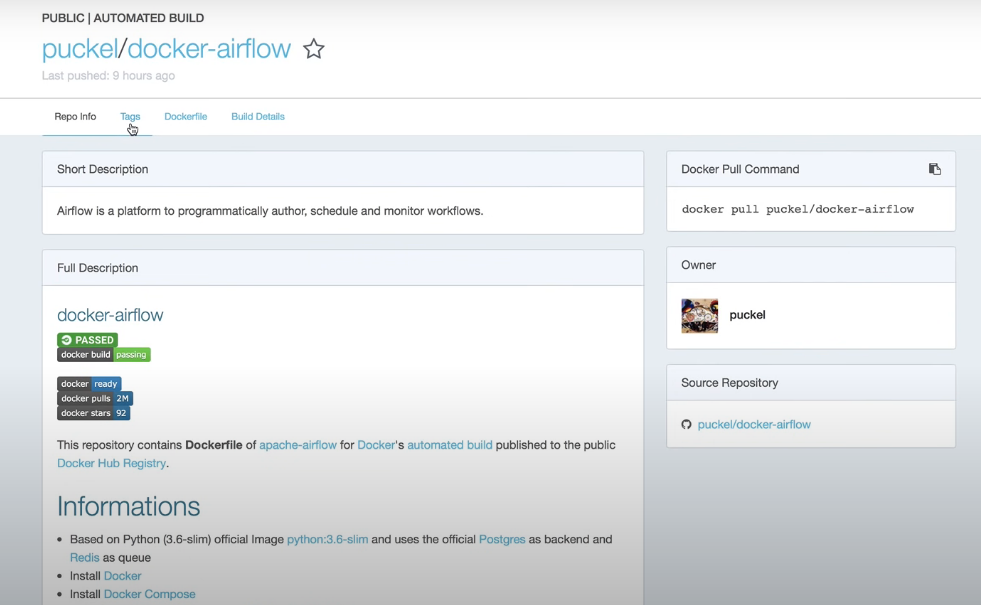 PUBLIC | AUTOMATED BUILD
puckel/docker-airflow
Last pushed: 9 hours ago
Repo Info Tags Dockerfile Build Details
Short Description
Airflow is a platform to programmatically author, schedule and monitor workflows.
Full Description
docker-airflow
PASSED
docker build passing
docker ready
docker pulls 2M
docker stars 92
This repository contains Dockerfile of apache-airflow for Docker's automated build published to the public
Docker Hub Registry.
Informations
• Based on Python (3.6-slim) official Image python:3.6-slim and uses the official Postgres as backend and
Redis as queue
• Install Docker
• Install Docker Compose
Docker Pull Command
docker pull puckel/docker-airflow
Owner
puckel
Source Repository
puckel/docker-airflow